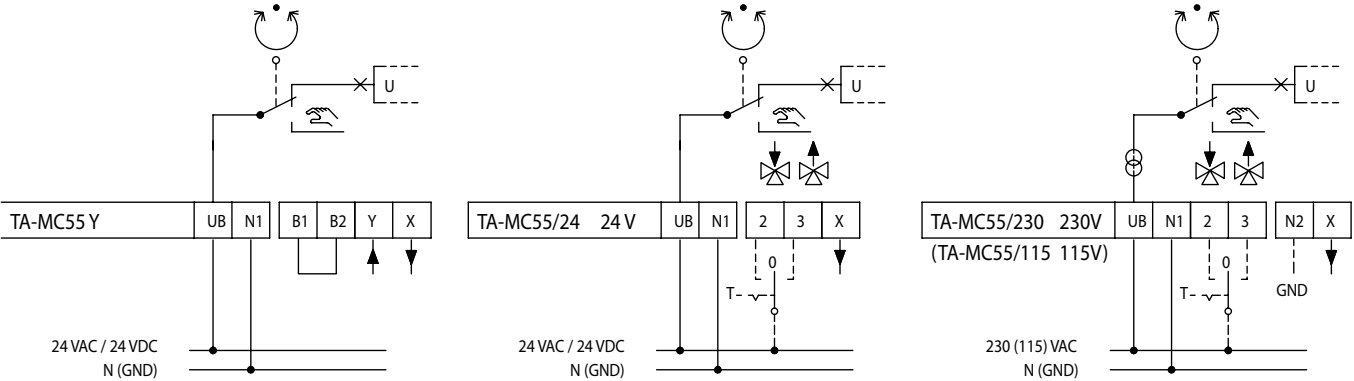 U
U
U
TA-MC55 Y UB N1 B1 B2 Y X
TA-MC55/24 24 V UB N1 2 3 X
TA-MC55/230 230V UB N1 2 3 N2 X
(TA-MC55/115 115V)
0
0
T
T
GND
24 VAC / 24 VDC
24 VAC / 24 VDC
230 (115) VAC
N (GND)
N (GND)
N (GND)